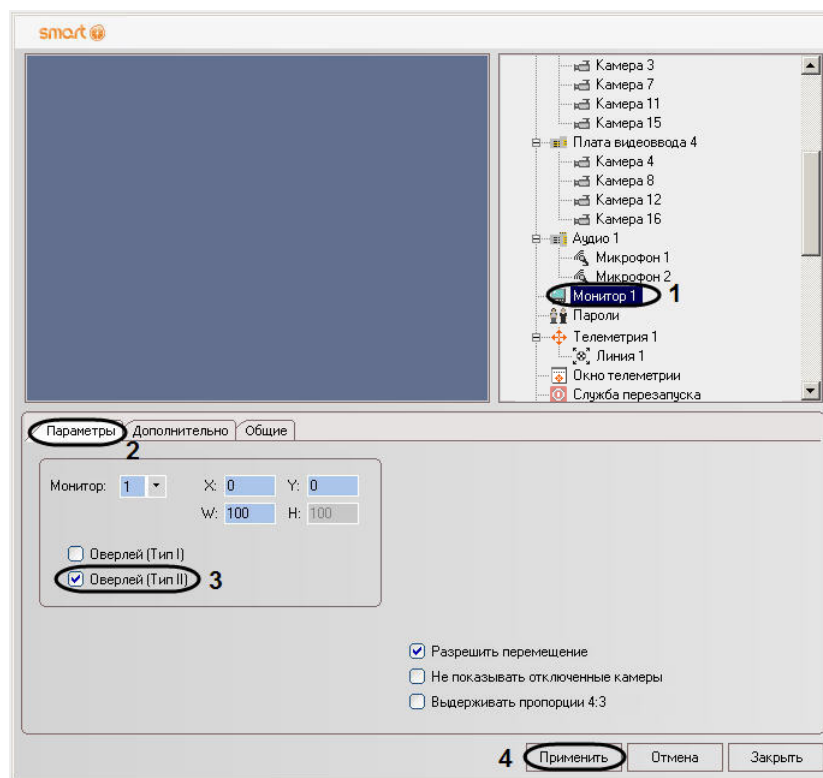 smart
Камера 3
Камера 7
Камера 11
Камера 15
Плата видеоввода 4
Камера 4
Камера 8
Камера 12
Камера 16
Аудио 1
Микрофон 1
Микрофон 2
Монитор 1 1
Пароли
Телеметрия 1
Линия 1
Окно телеметрии
Служба перезапуска
Параметры Дополнительно Общие
2
Монитор: 1 X: 0 Y: 0
W: 100 H: 100
Оверлей (Тип I)
Оверлей (Тип II) 3
Разрешить перемещение
Не показывать отключенные камеры
Выдерживать пропорции 4:3
4 Применить Отмена Закрыть